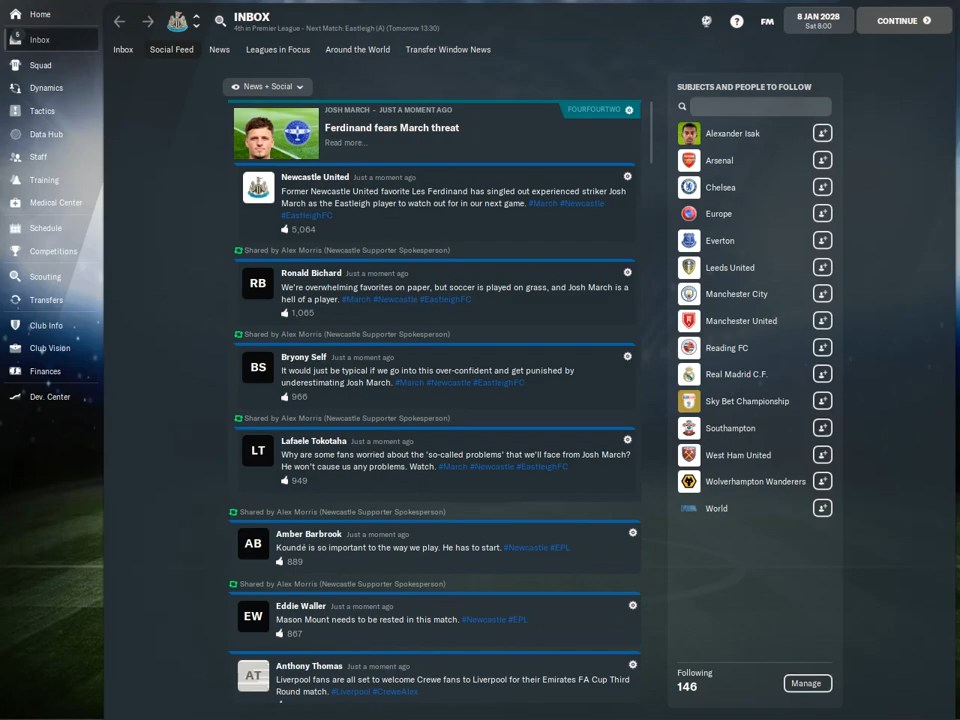 Home
5
Inbox
Squad
Dynamics
Tactics
Data Hub
Staff
Training
Medical Center
Schedule
Competitions
Scouting
Transfers
Club Info
Club Vision
Finances
Dev. Center
INBOX
4th in Premier League - Next Match: Eastleigh (A) (Tomorrow 13:30)
?
FM
8 JAN 2028
Sat 8:00
CONTINUE
Inbox
Social Feed
News
Leagues in Focus
Around the World
Transfer Window News
News + Social
JOSH MARCH - JUST A MOMENT AGO
FOURFOURTWO
Ferdinand fears March threat
Read more...
Newcastle United Just a moment ago
Former Newcastle United favorite Les Ferdinand has singled out experienced striker Josh
March as the Eastleigh player to watch out for in our next game. #March #Newcastle
#EastleighFC
5,064
Shared by Alex Morris (Newcastle Supporter Spokesperson)
RB
Ronald Bichard Just a moment ago
We're overwhelming favorites on paper, but soccer is played on grass, and Josh March is a
hell of a player. #March #Newcastle #EastleighFC
1,065
Shared by Alex Morris (Newcastle Supporter Spokesperson)
BS
Bryony Self Just a moment ago
It would just be typical if we go into this over-confident and get punished by
underestimating Josh March. #March #Newcastle #EastleighFC
966
Shared by Alex Morris (Newcastle Supporter Spokesperson)
LT
Lafaele Tokotaha Just a moment ago
Why are some fans worried about the 'so-called problems' that we'll face from Josh March?
He won't cause us any problems. Watch. #March #Newcastle #EastleighFC
949
Shared by Alex Morris (Newcastle Supporter Spokesperson)
AB
Amber Barbrook Just a moment ago
Koundé is so important to the way we play. He has to start. #Newcastle #EPL
889
Shared by Alex Morris (Newcastle Supporter Spokesperson)
EW
Eddie Waller Just a moment ago
Mason Mount needs to be rested in this match. #Newcastle #EPL
867
AT
Anthony Thomas Just a moment ago
Liverpool fans are all set to welcome Crewe fans to Liverpool for their Emirates FA Cup Third
Round match. #Liverpool #CreweAlex
SUBJECTS AND PEOPLE TO FOLLOW
Alexander Isak
Arsenal
Chelsea
Europe
Everton
Leeds United
Manchester City
Manchester United
Reading FC
Real Madrid C.F.
Sky Bet Championship
Southampton
West Ham United
Wolverhampton Wanderers
FIFA
World
Following
146
Manage